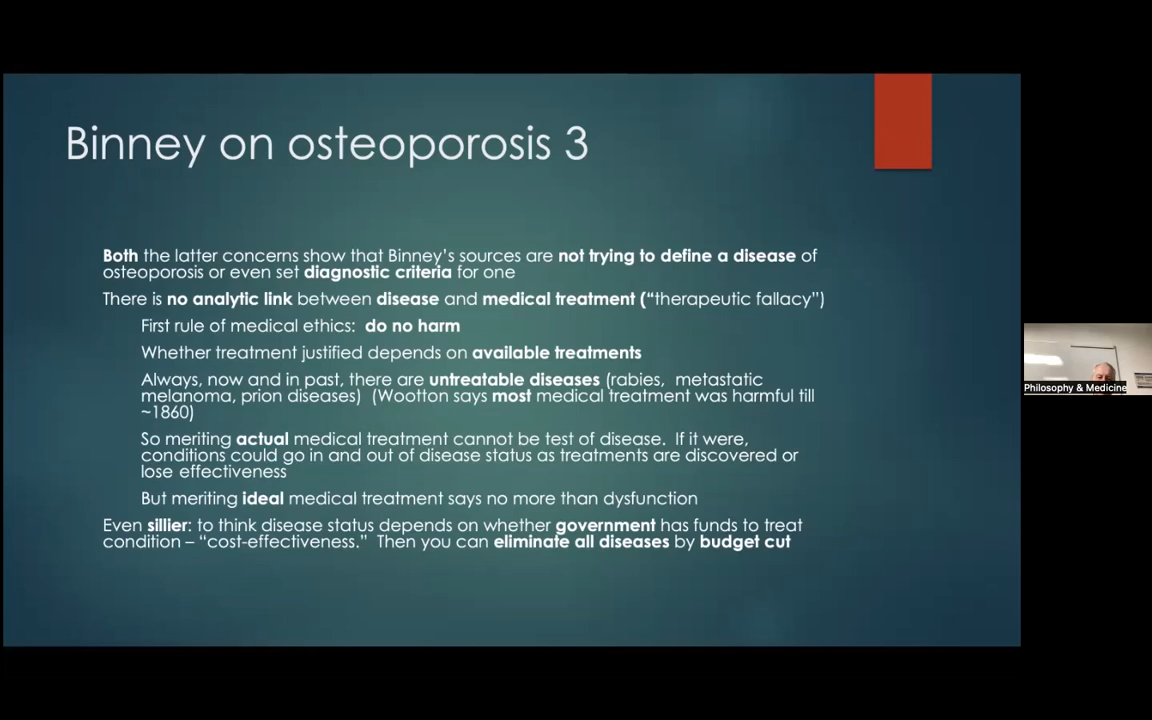 Binney on osteoporosis 3
Both the latter concerns show that Binney's sources are not trying to define a disease of
osteoporosis or even set diagnostic criteria for one
There is no analytic link between disease and medical treatment (“therapeutic fallacy”)
First rule of medical ethics:  do no harm
Whether treatment justified depends on available treatments
Always, now and in past, there are untreatable diseases (rabies,  metastatic
melanoma, prion diseases)  (Wootton says most medical treatment was harmful till
~1860)
So meriting actual medical treatment cannot be test of disease.  If it were,
conditions could go in and out of disease status as treatments are discovered or
lose effectiveness
But meriting ideal medical treatment says no more than dysfunction
Even sillier: to think disease status depends on whether government has funds to treat
condition – “cost-effectiveness.”  Then you can eliminate all diseases by budget cut
Philosophy & Medicine